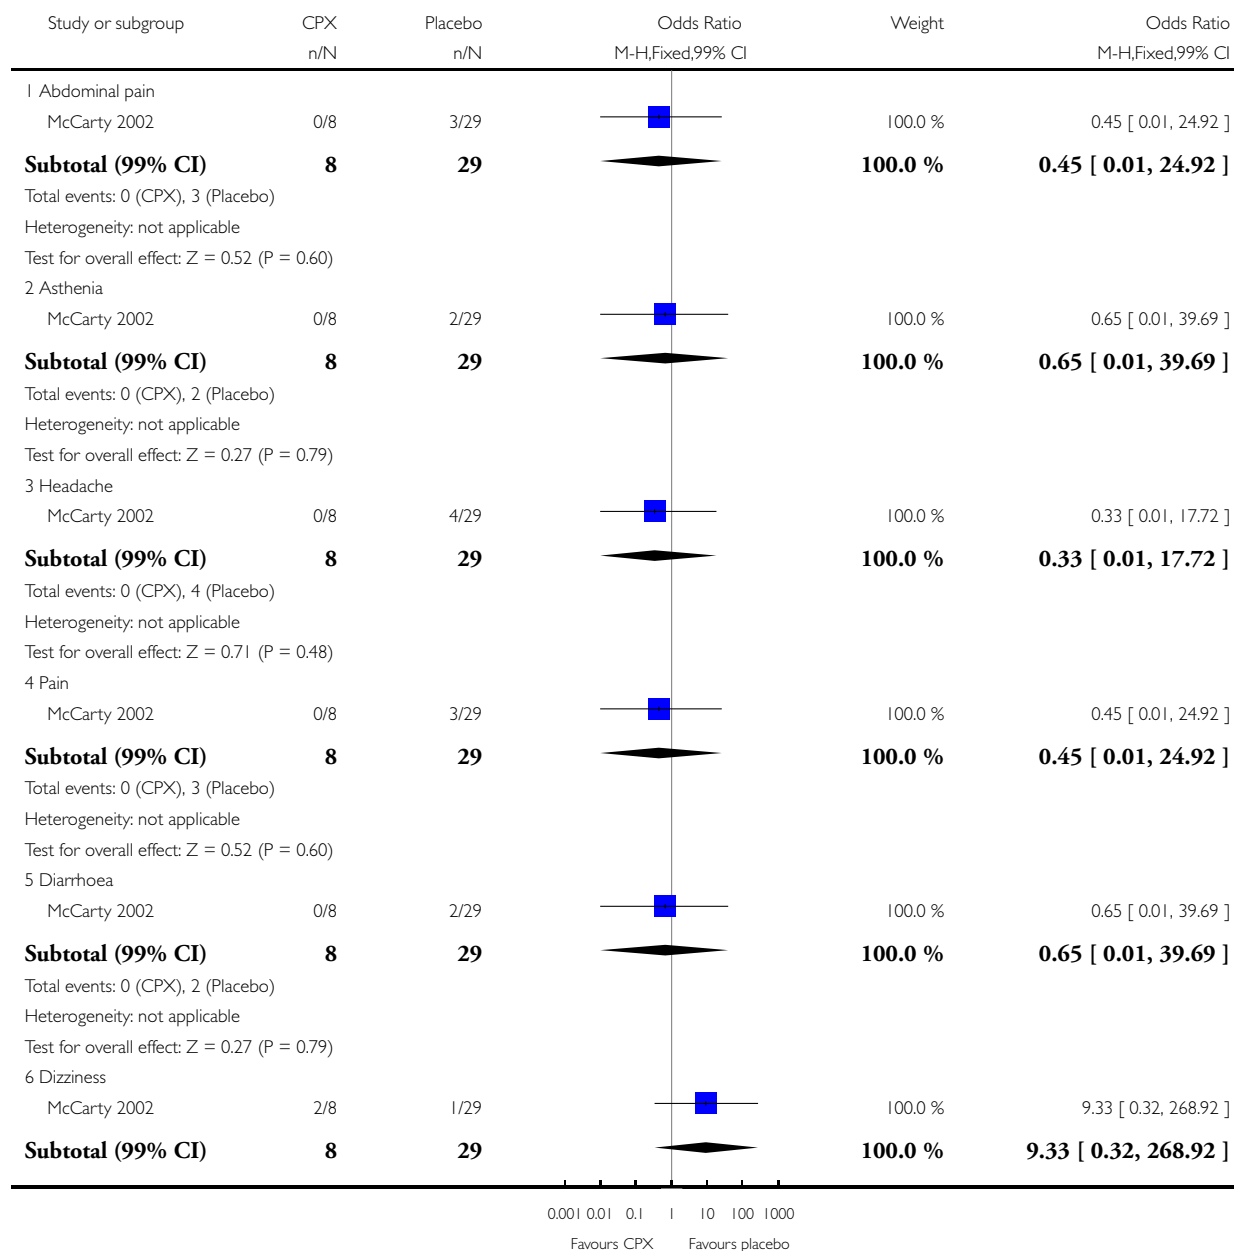 Study or subgroup CPX Placebo Odds Ratio Weight Odds Ratio
n/N n/N M-H,Fixed,99% CI M-H,Fixed,99% CI
1 Abdominal pain
McCarty 2002 0/8 3/29 100.0 % 0.45 [ 0.01, 24.92 ]
Subtotal (99% CI) 8 29 100.0 % 0.45 [ 0.01, 24.92 ]
Total events: 0 (CPX), 3 (Placebo)
Heterogeneity: not applicable
Test for overall effect: Z = 0.52 (P = 0.60)
2 Asthenia
McCarty 2002 0/8 2/29 100.0 % 0.65 [ 0.01, 39.69 ]
Subtotal (99% CI) 8 29 100.0 % 0.65 [ 0.01, 39.69 ]
Total events: 0 (CPX), 2 (Placebo)
Heterogeneity: not applicable
Test for overall effect: Z = 0.27 (P = 0.79)
3 Headache
McCarty 2002 0/8 4/29 100.0 % 0.33 [ 0.01, 17.72 ]
Subtotal (99% CI) 8 29 100.0 % 0.33 [ 0.01, 17.72 ]
Total events: 0 (CPX), 4 (Placebo)
Heterogeneity: not applicable
Test for overall effect: Z = 0.71 (P = 0.48)
4 Pain
McCarty 2002 0/8 3/29 100.0 % 0.45 [ 0.01, 24.92 ]
Subtotal (99% CI) 8 29 100.0 % 0.45 [ 0.01, 24.92 ]
Total events: 0 (CPX), 3 (Placebo)
Heterogeneity: not applicable
Test for overall effect: Z = 0.52 (P = 0.60)
5 Diarrhoea
McCarty 2002 0/8 2/29 100.0 % 0.65 [ 0.01, 39.69 ]
Subtotal (99% CI) 8 29 100.0 % 0.65 [ 0.01, 39.69 ]
Total events: 0 (CPX), 2 (Placebo)
Heterogeneity: not applicable
Test for overall effect: Z = 0.27 (P = 0.79)
6 Dizziness
McCarty 2002 2/8 1/29 100.0 % 9.33 [ 0.32, 268.92 ]
Subtotal (99% CI) 8 29 100.0 % 9.33 [ 0.32, 268.92 ]
0.001 0.01 0.1 1 10 100 1000
Favours CPX Favours placebo